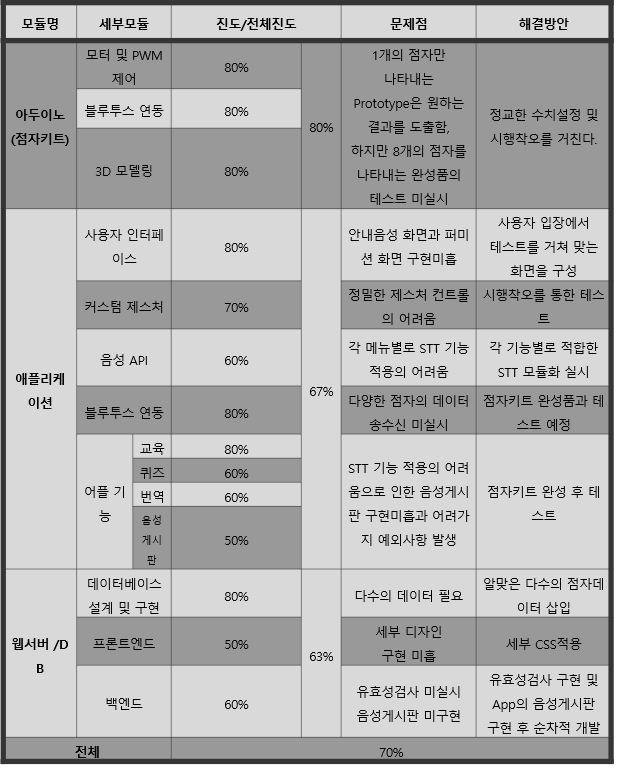 모듈명 세부모듈 진도/전체진도 문제점 해결방안
아두이노
(점자키트)
모터 및 PWM
제어
80%
블루투스 연동
80%
3D 모델링
80%
80%
1개의 점자만
나타내는
Prototype은 원하는
결과를 도출함,
하지만 8개의 점자를
나타내는 완성품의
테스트 미실시
정교한 수치설정 및
시행착오를 거친다.
애플리케
이션
사용자 인터페
이스
80%
67%
안내음성 화면과 퍼미
션 화면 구현미흡
사용자 입장에서
테스트를 거쳐 맞는
화면을 구성
커스텀 제스처
70%
정밀한 제스처 컨트롤
의 어려움
시행착오를 통한 테스
트
음성 API
60%
각 메뉴별로 STT 기능
적용의 어려움
각 기능별로 적합한
STT 모듈화 실시
블루투스 연동
80%
다양한 점자의 데이터
송수신 미실시
점자키트 완성품과 테
스트 예정
어플 기
능
교육
80%
퀴즈
60%
번역
60%
음성
게시
판
50%
STT 기능 적용의 어려
움으로 인한 음성게시
판 구현미흡과 여러가
지 예외사항 발생
점자키트 완성 후 테
스트
웹서버 /D
B
데이터베이스
설계 및 구현
80%
63%
다수의 데이터 필요
알맞은 다수의 점자데
이터 삽입
프론트엔드
50%
세부 디자인
구현 미흡
세부 CSS적용
백엔드
60%
유효성검사 미실시
음성게시판 미구현
유효성검사 구현 및
App의 음성게시판
구현 후 순차적 개발
전체 70%